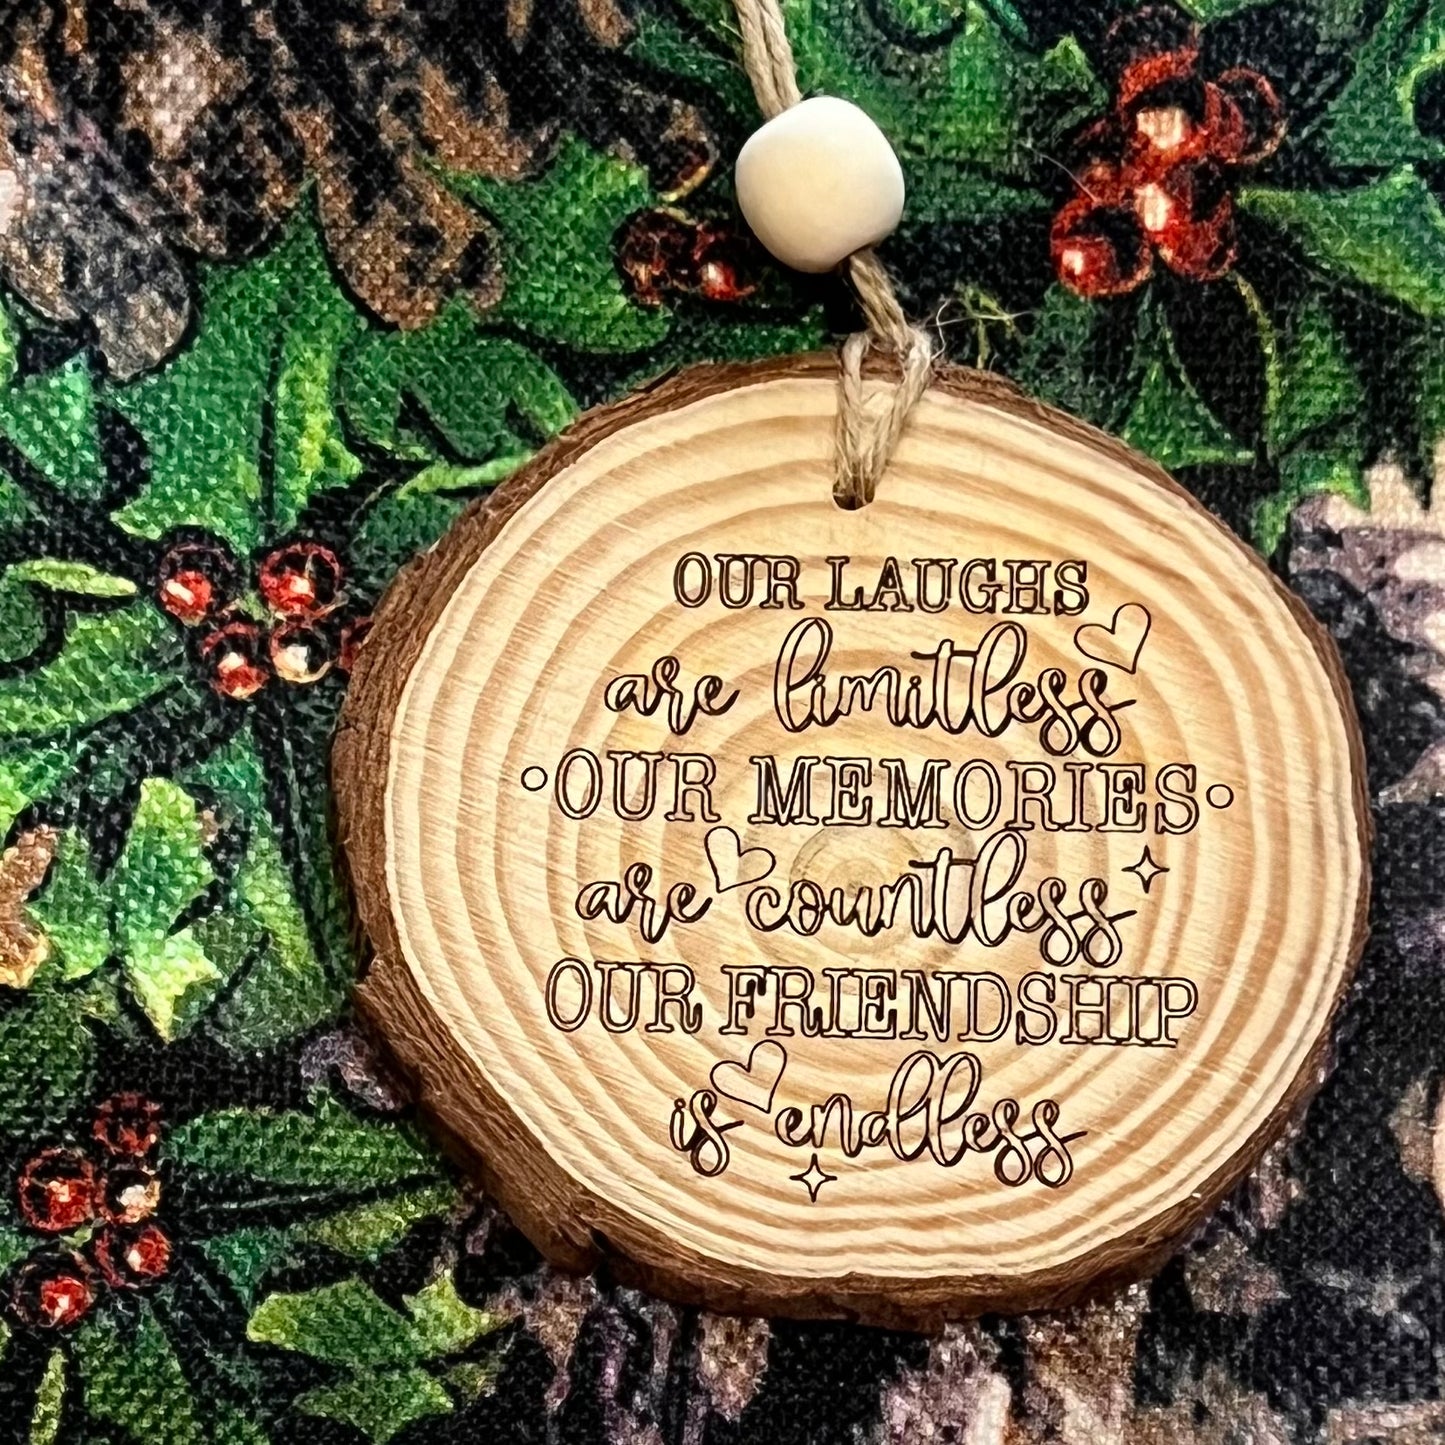 OUR LAUGHS
are limitless
OUR MEMORIES
are countless
OUR FRIENDSHIP
is endless